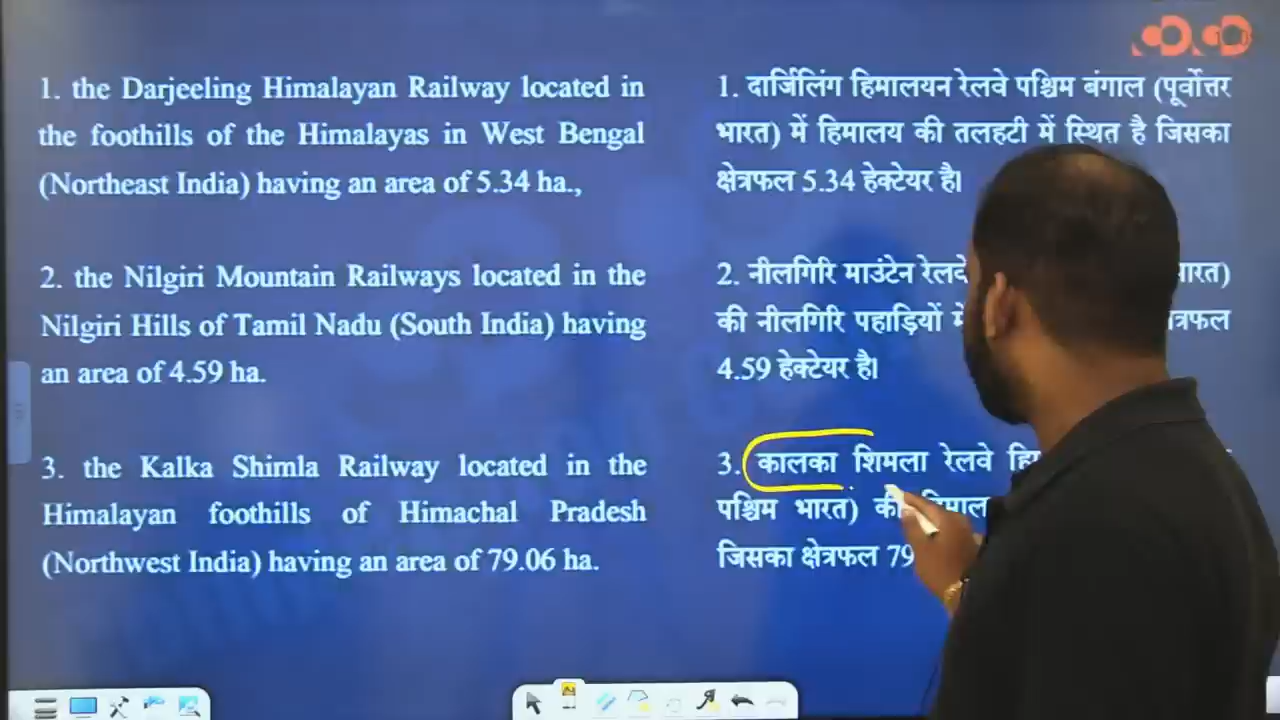 1. the Darjeeling Himalayan Railway located in
the foothills of the Himalayas in West Bengal
(Northeast India) having an area of 5.34 ha.,
2. the Nilgiri Mountain Railways located in the
Nilgiri Hills of Tamil Nadu (South India) having
an area of 4.59 ha.
3. the Kalka Shimla Railway located in the
Himalayan foothills of Himachal Pradesh
(Northwest India) having an area of 79.06 ha.
1. दार्जिलिंग हिमालयन रेलवे पश्चिम बंगाल (पूर्वोत्तर
भारत) में हिमालय की तलहटी में स्थित है जिसका
क्षेत्रफल 5.34 हेक्टेयर है।
2. नीलगिरि माउंटेन
की नीलगिरि पहाड़ियों
4.59 हेक्टेयर है।
3. कालका शिमला रेलवे
पश्चिम भारत) की
जिसका क्षेत्रफल 79